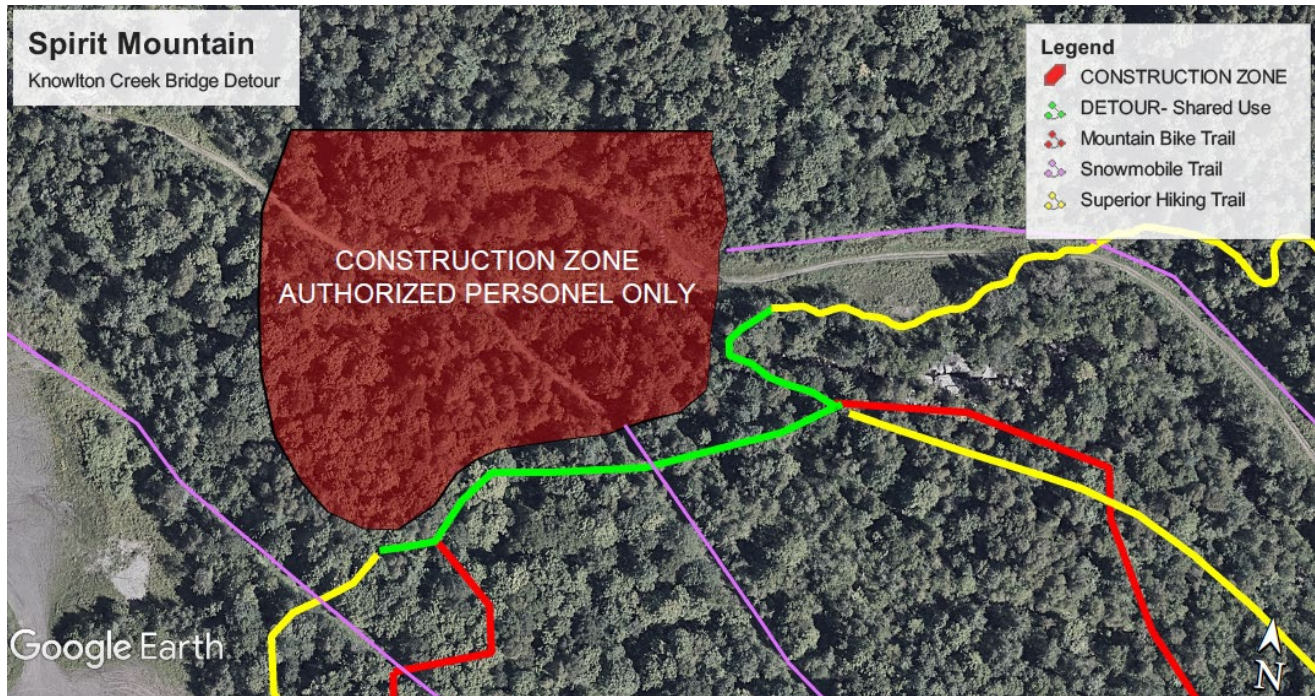 Spirit Mountain
Knowlton Creek Bridge Detour
Legend
CONSTRUCTION ZONE
DETOUR- Shared Use
Mountain Bike Trail
Snowmobile Trail
Superior Hiking Trail
CONSTRUCTION ZONE
AUTHORIZED PERSONEL ONLY
Google Earth
N